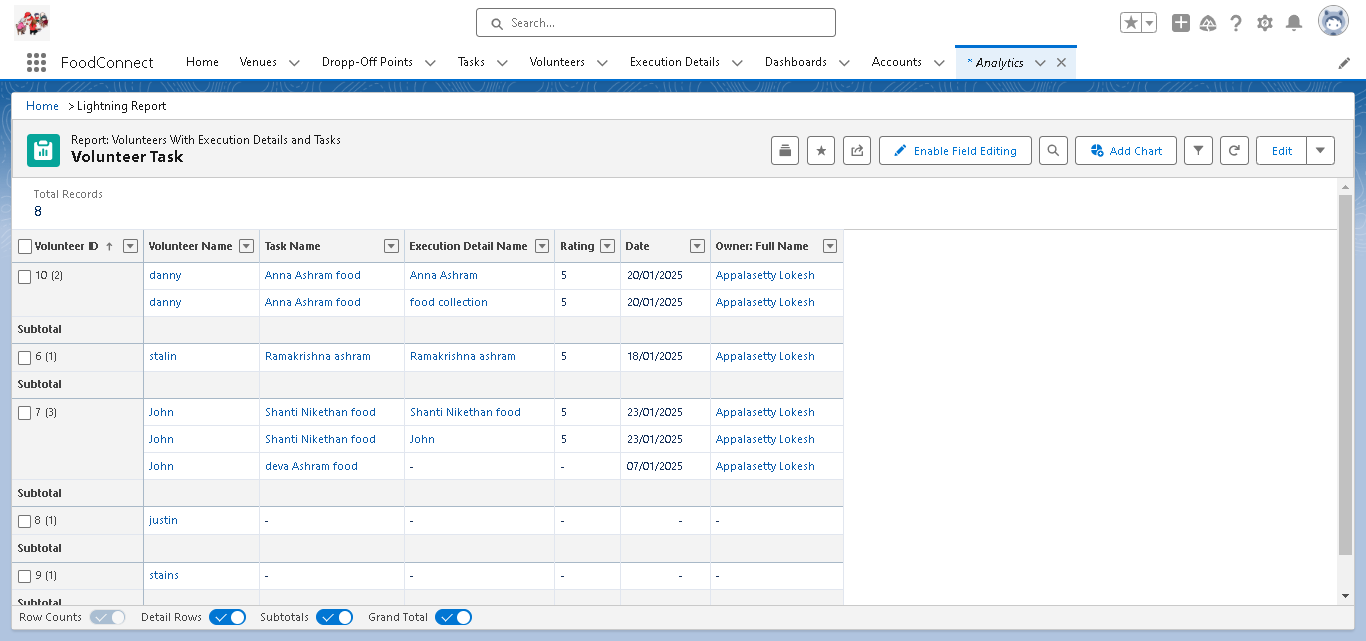 Search...
FoodConnect Home Venues Dropp-Off Points Tasks Volunteers Execution Details Dashboards Accounts * Analytics
Home > Lightning Report
Report: Volunteers With Execution Details and Tasks
Volunteer Task
Enable Field Editing Add Chart Edit
Total Records
8
Volunteer ID ↑ Volunteer Name Task Name Execution Detail Name Rating Date Owner: Full Name
10 (2) danny Anna Ashram food Anna Ashram 5 20/01/2025 Appalasetty Lokesh
danny Anna Ashram food food collection 5 20/01/2025 Appalasetty Lokesh
Subtotal
6 (1) stalin Ramakrishna ashram Ramakrishna ashram 5 18/01/2025 Appalasetty Lokesh
Subtotal
7 (3) John Shanti Nikethan food Shanti Nikethan food 5 23/01/2025 Appalasetty Lokesh
John Shanti Nikethan food John 5 23/01/2025 Appalasetty Lokesh
John deva Ashram food - - 07/01/2025 Appalasetty Lokesh
Subtotal
8 (1) justin - - - - -
Subtotal
9 (1) stains - - - - -
Subtotal
Row Counts Detail Rows Subtotals Grand Total